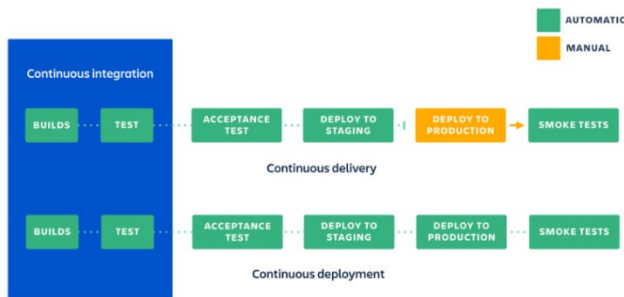 AUTOMATIC
MANUAL
Continuous integration
BUILDS
TEST
ACCEPTANCE
TEST
DEPLOY TO
STAGING
DEPLOY TO
PRODUCTION
SMOKE TESTS
Continuous delivery
BUILDS
TEST
ACCEPTANCE
TEST
DEPLOY TO
STAGING
DEPLOY TO
PRODUCTION
SMOKE TESTS
Continuous deployment